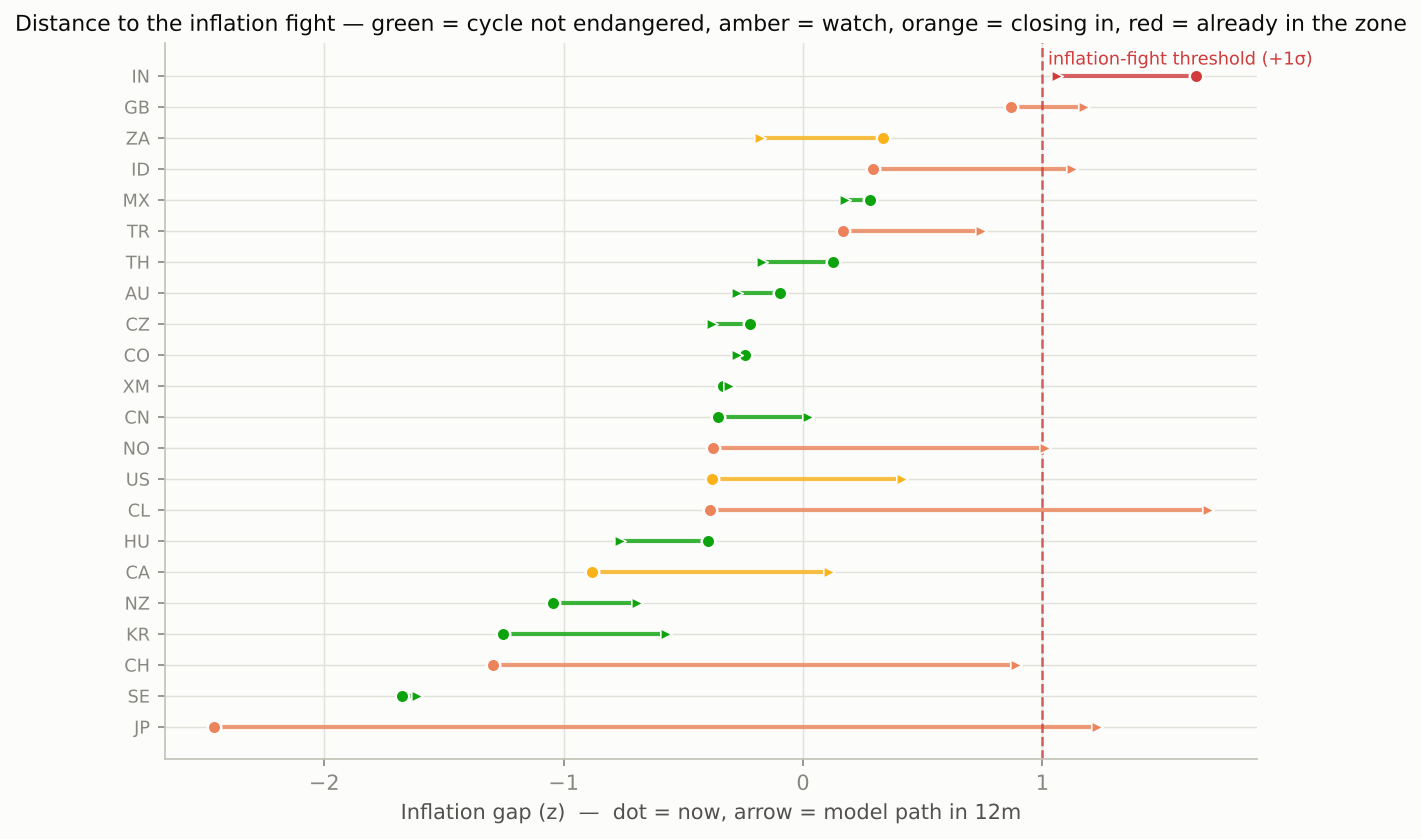 Distance to the inflation fight — green = cycle not endangered, amber = watch, orange = closing in, red = already in the zone
inflation-fight threshold (+1σ)
IN
GB
ZA
ID
MX
TR
TH
AU
CZ
CO
XM
CN
NO
US
CL
HU
CA
NZ
KR
CH
SE
JP
−2 −1 0 1
Inflation gap (z) — dot = now, arrow = model path in 12m